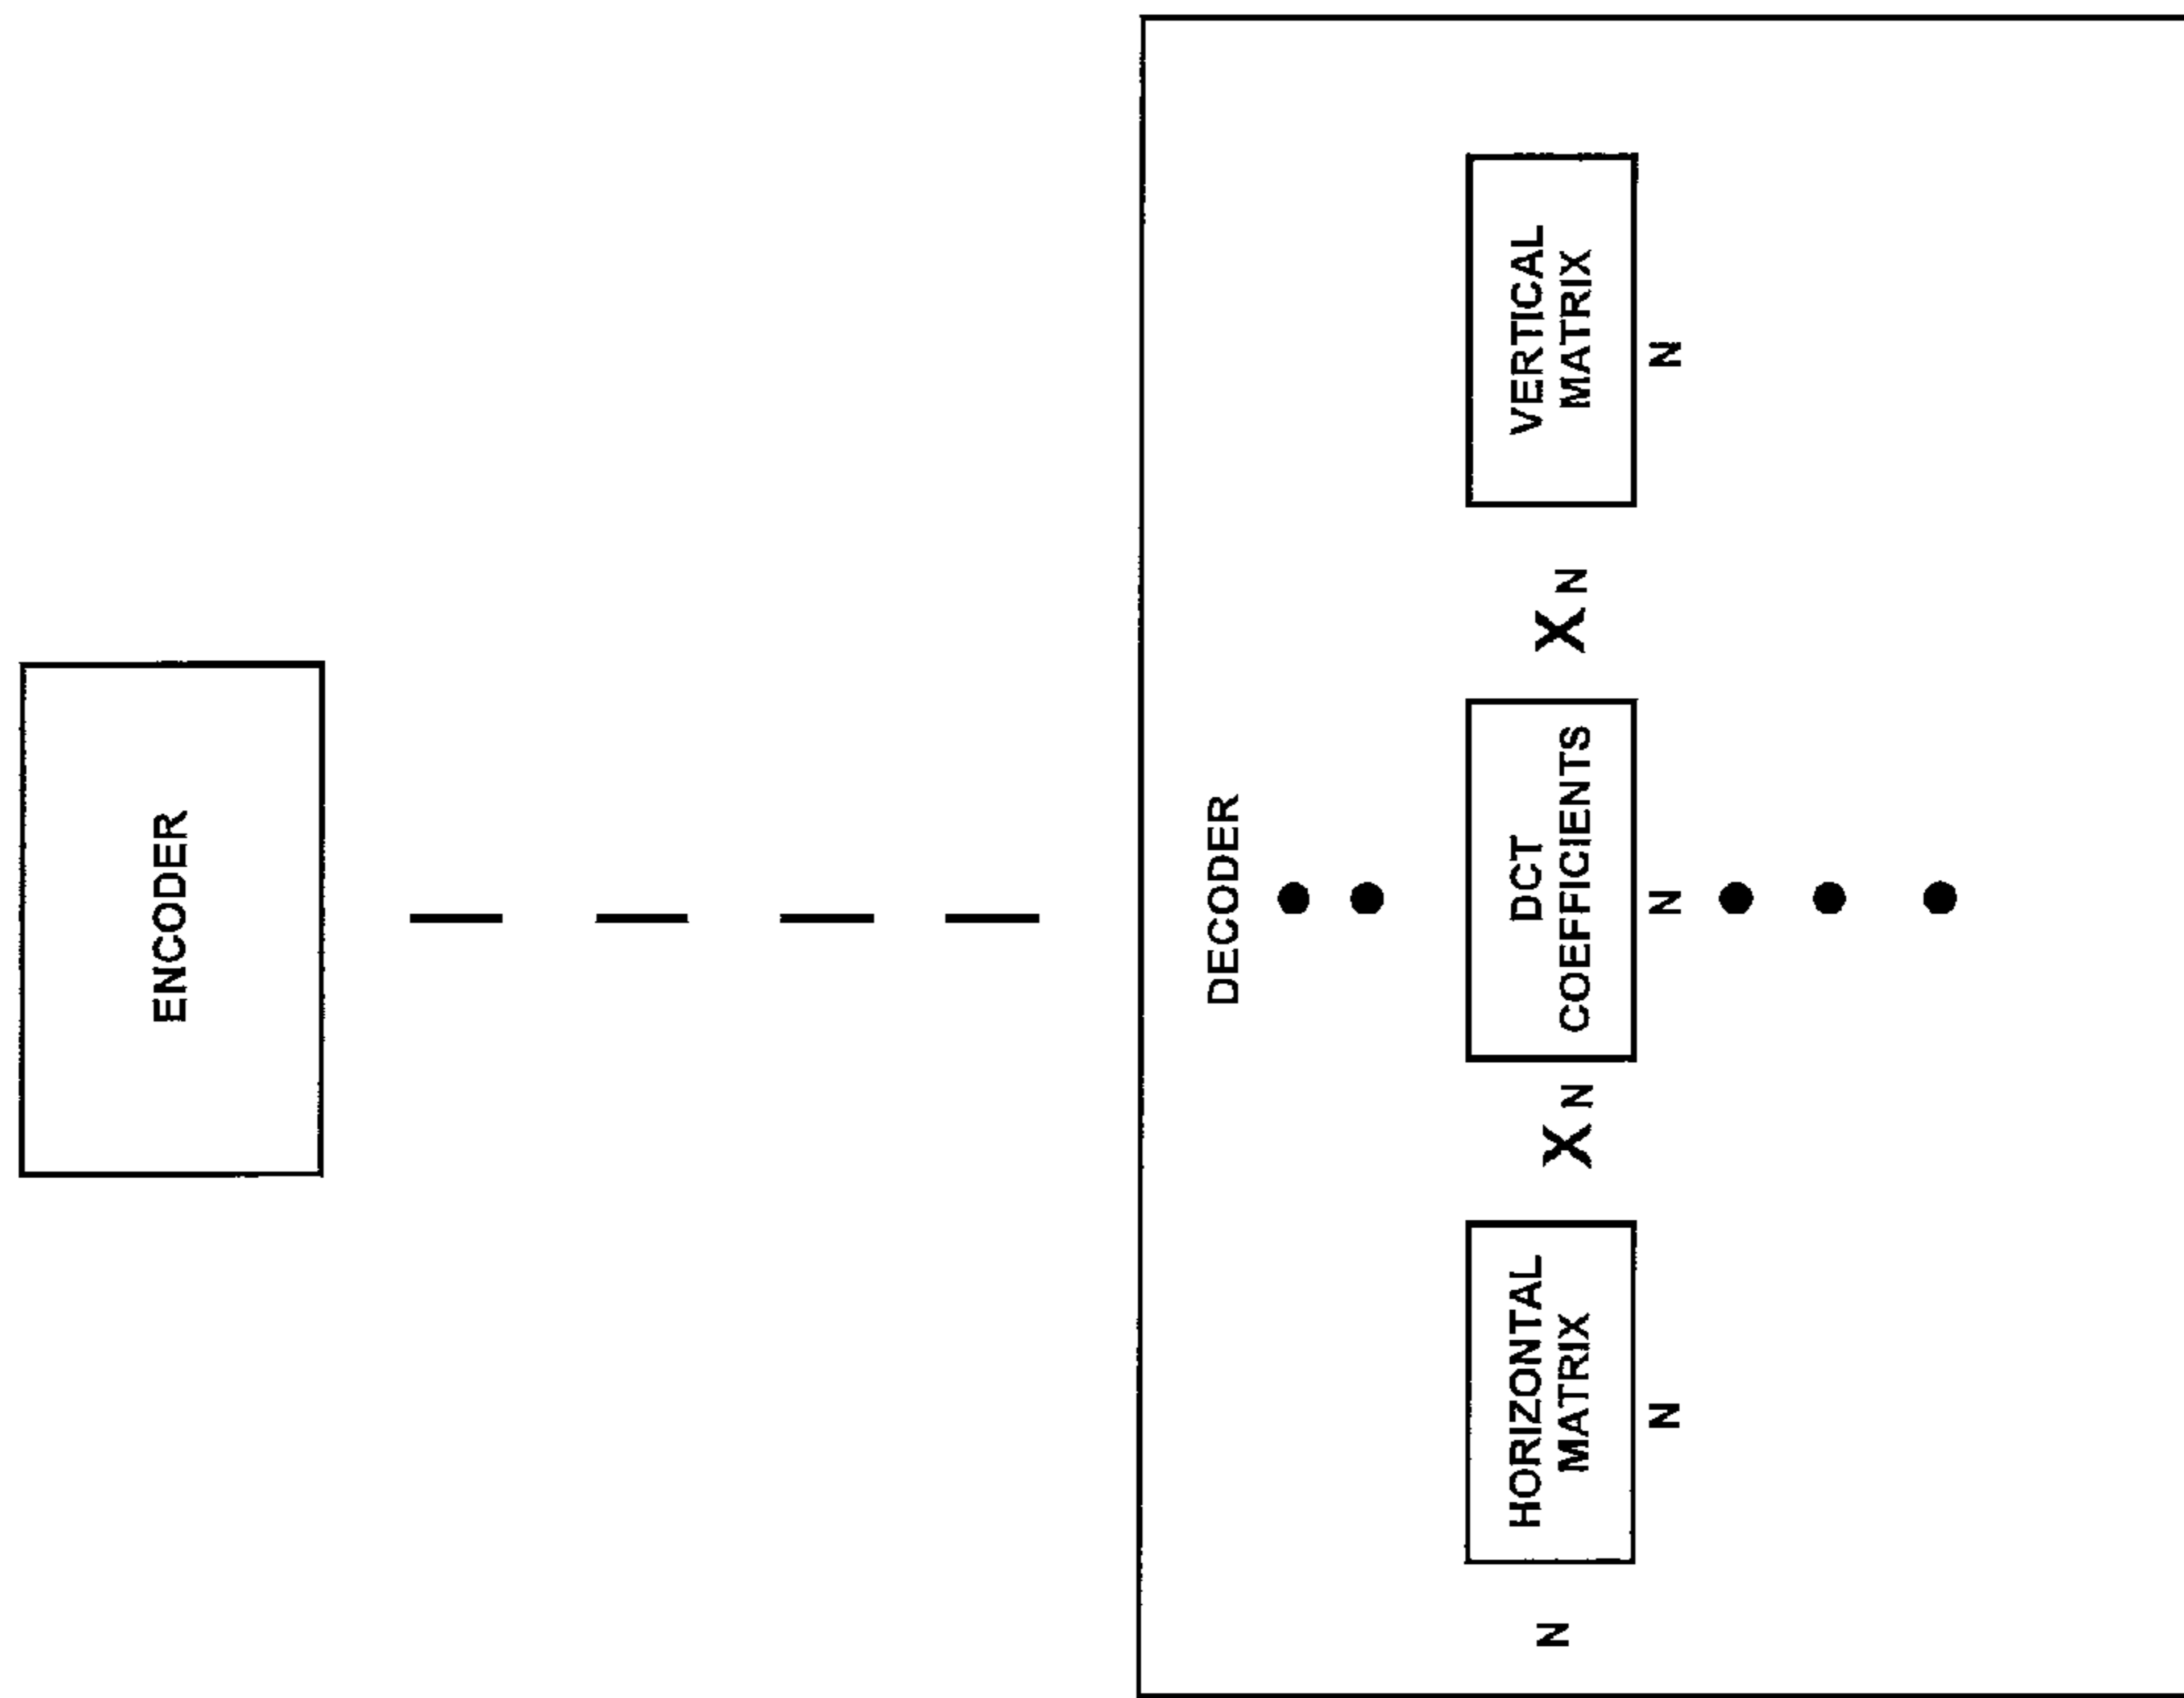 ENCODER
DECODER
N
HORIZONTAL
MATRIX
N
X N
DCT
COEFFICIENTS
N
X N
VERTICAL
MATRIX
N